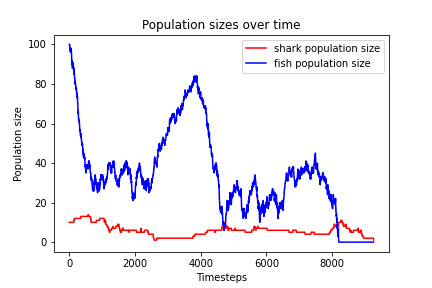 Population sizes over time
shark population size
fish population size
Population size
100
80
60
40
20
0
0
2000
4000
6000
8000
Timesteps